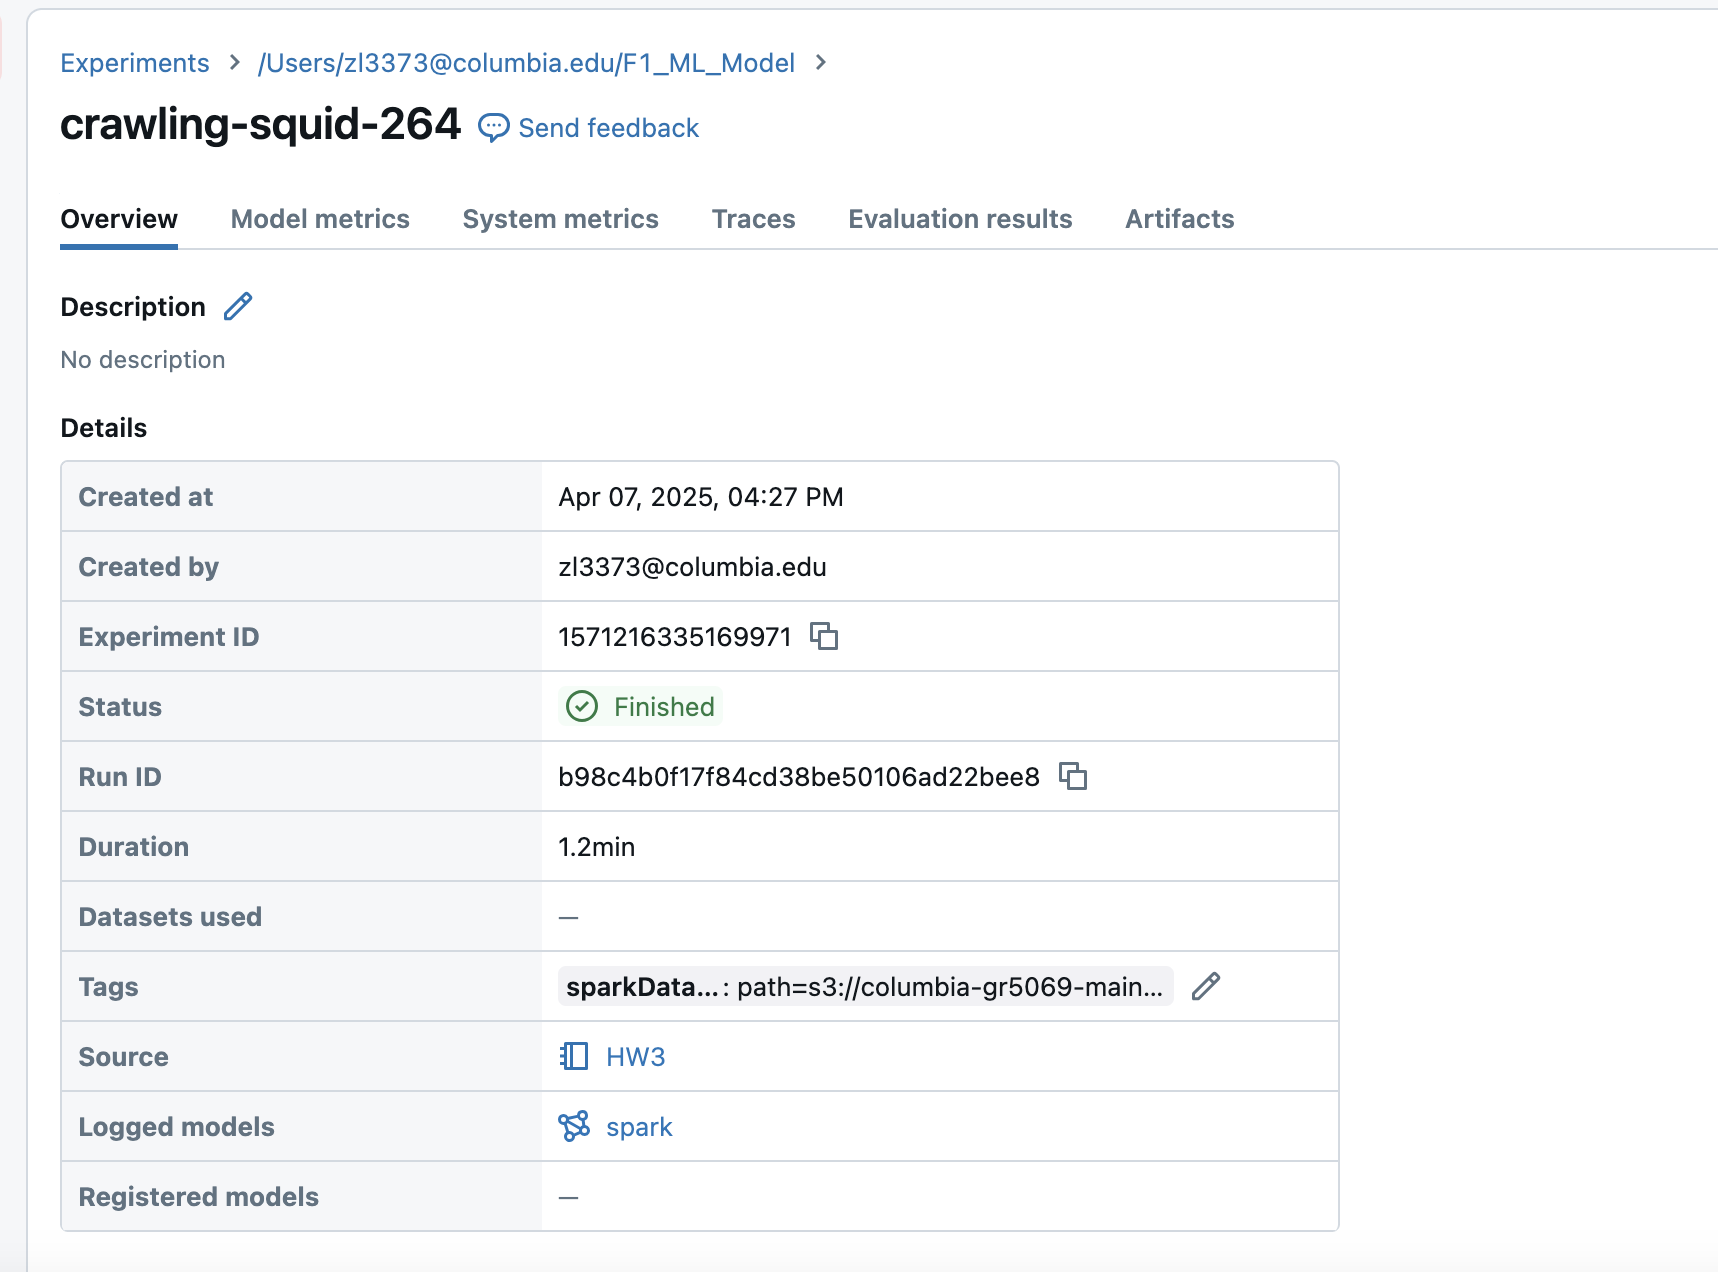 Experiments > /Users/zl3373@columbia.edu/F1_ML_Model >
crawling-squid-264 Send feedback
Overview Model metrics System metrics Traces Evaluation results Artifacts
Description
No description
Details
Created at Apr 07, 2025, 04:27 PM
Created by zl3373@columbia.edu
Experiment ID 1571216335169971
Status Finished
Run ID b98c4b0f17f84cd38be50106ad22bee8
Duration 1.2min
Datasets used —
Tags sparkData...: path=s3://columbia-gr5069-main...
Source HW3
Logged models spark
Registered models —